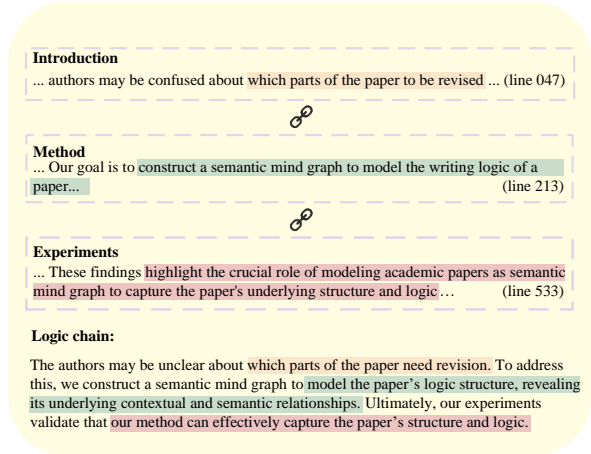 Introduction
... authors may be confused about which parts of the paper to be revised ... (line 047)
Method
... Our goal is to construct a semantic mind graph to model the writing logic of a
paper... (line 213)
Experiments
... These findings highlight the crucial role of modeling academic papers as semantic
mind graph to capture the paper's underlying structure and logic... (line 533)
Logic chain:
The authors may be unclear about which parts of the paper need revision. To address
this, we construct a semantic mind graph to model the paper's logic structure, revealing
its underlying contextual and semantic relationships. Ultimately, our experiments
validate that our method can effectively capture the paper's structure and logic.